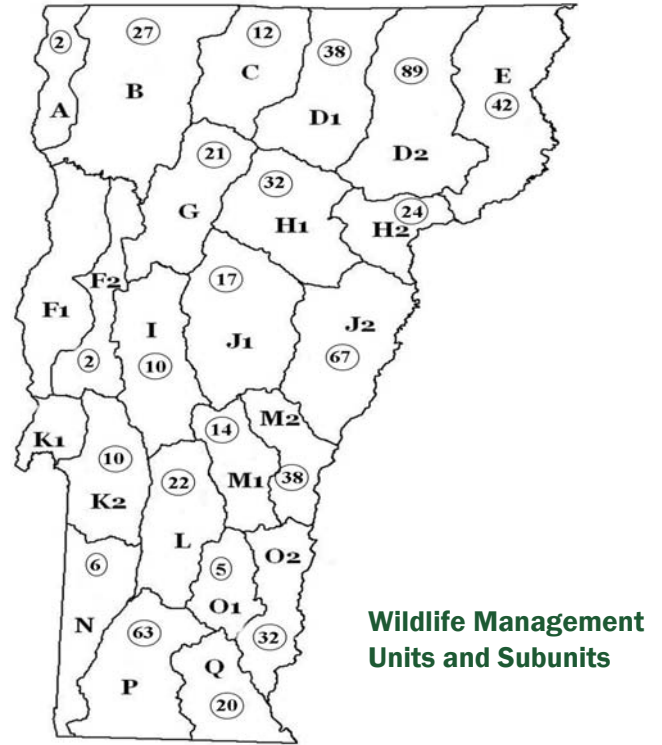 2
27
12
38
89
E
42
A
B
C
D1
D2
21
32
24
G
H1
H2
F2
F1
17
I
J1
J2
67
2
10
K1
10
K2
14
M2
22
M1
38
L
6
5
O2
N
O1
63
32
P
Q
20
Wildlife Management
Units and Subunits